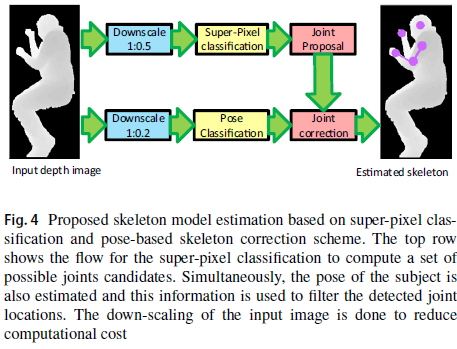 Downscale
1:0.5
Super-Pixel
classification
Joint
Proposal
Downscale
1:0.2
Pose
Classification
Joint
correction
Input depth image
Estimated skeleton
Fig. 4 Proposed skeleton model estimation based on super-pixel clas-
sification and pose-based skeleton correction scheme. The top row
shows the flow for the super-pixel classification to compute a set of
possible joints candidates. Simultaneously, the pose of the subject is
also estimated and this information is used to filter the detected joint
locations. The down-scaling of the input image is done to reduce
computational cost